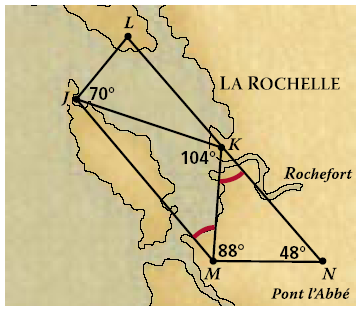 L
J 70°
LA ROCHELLE
K
104°
Rochefort
88° 48°
M N
Pont l'Abbé